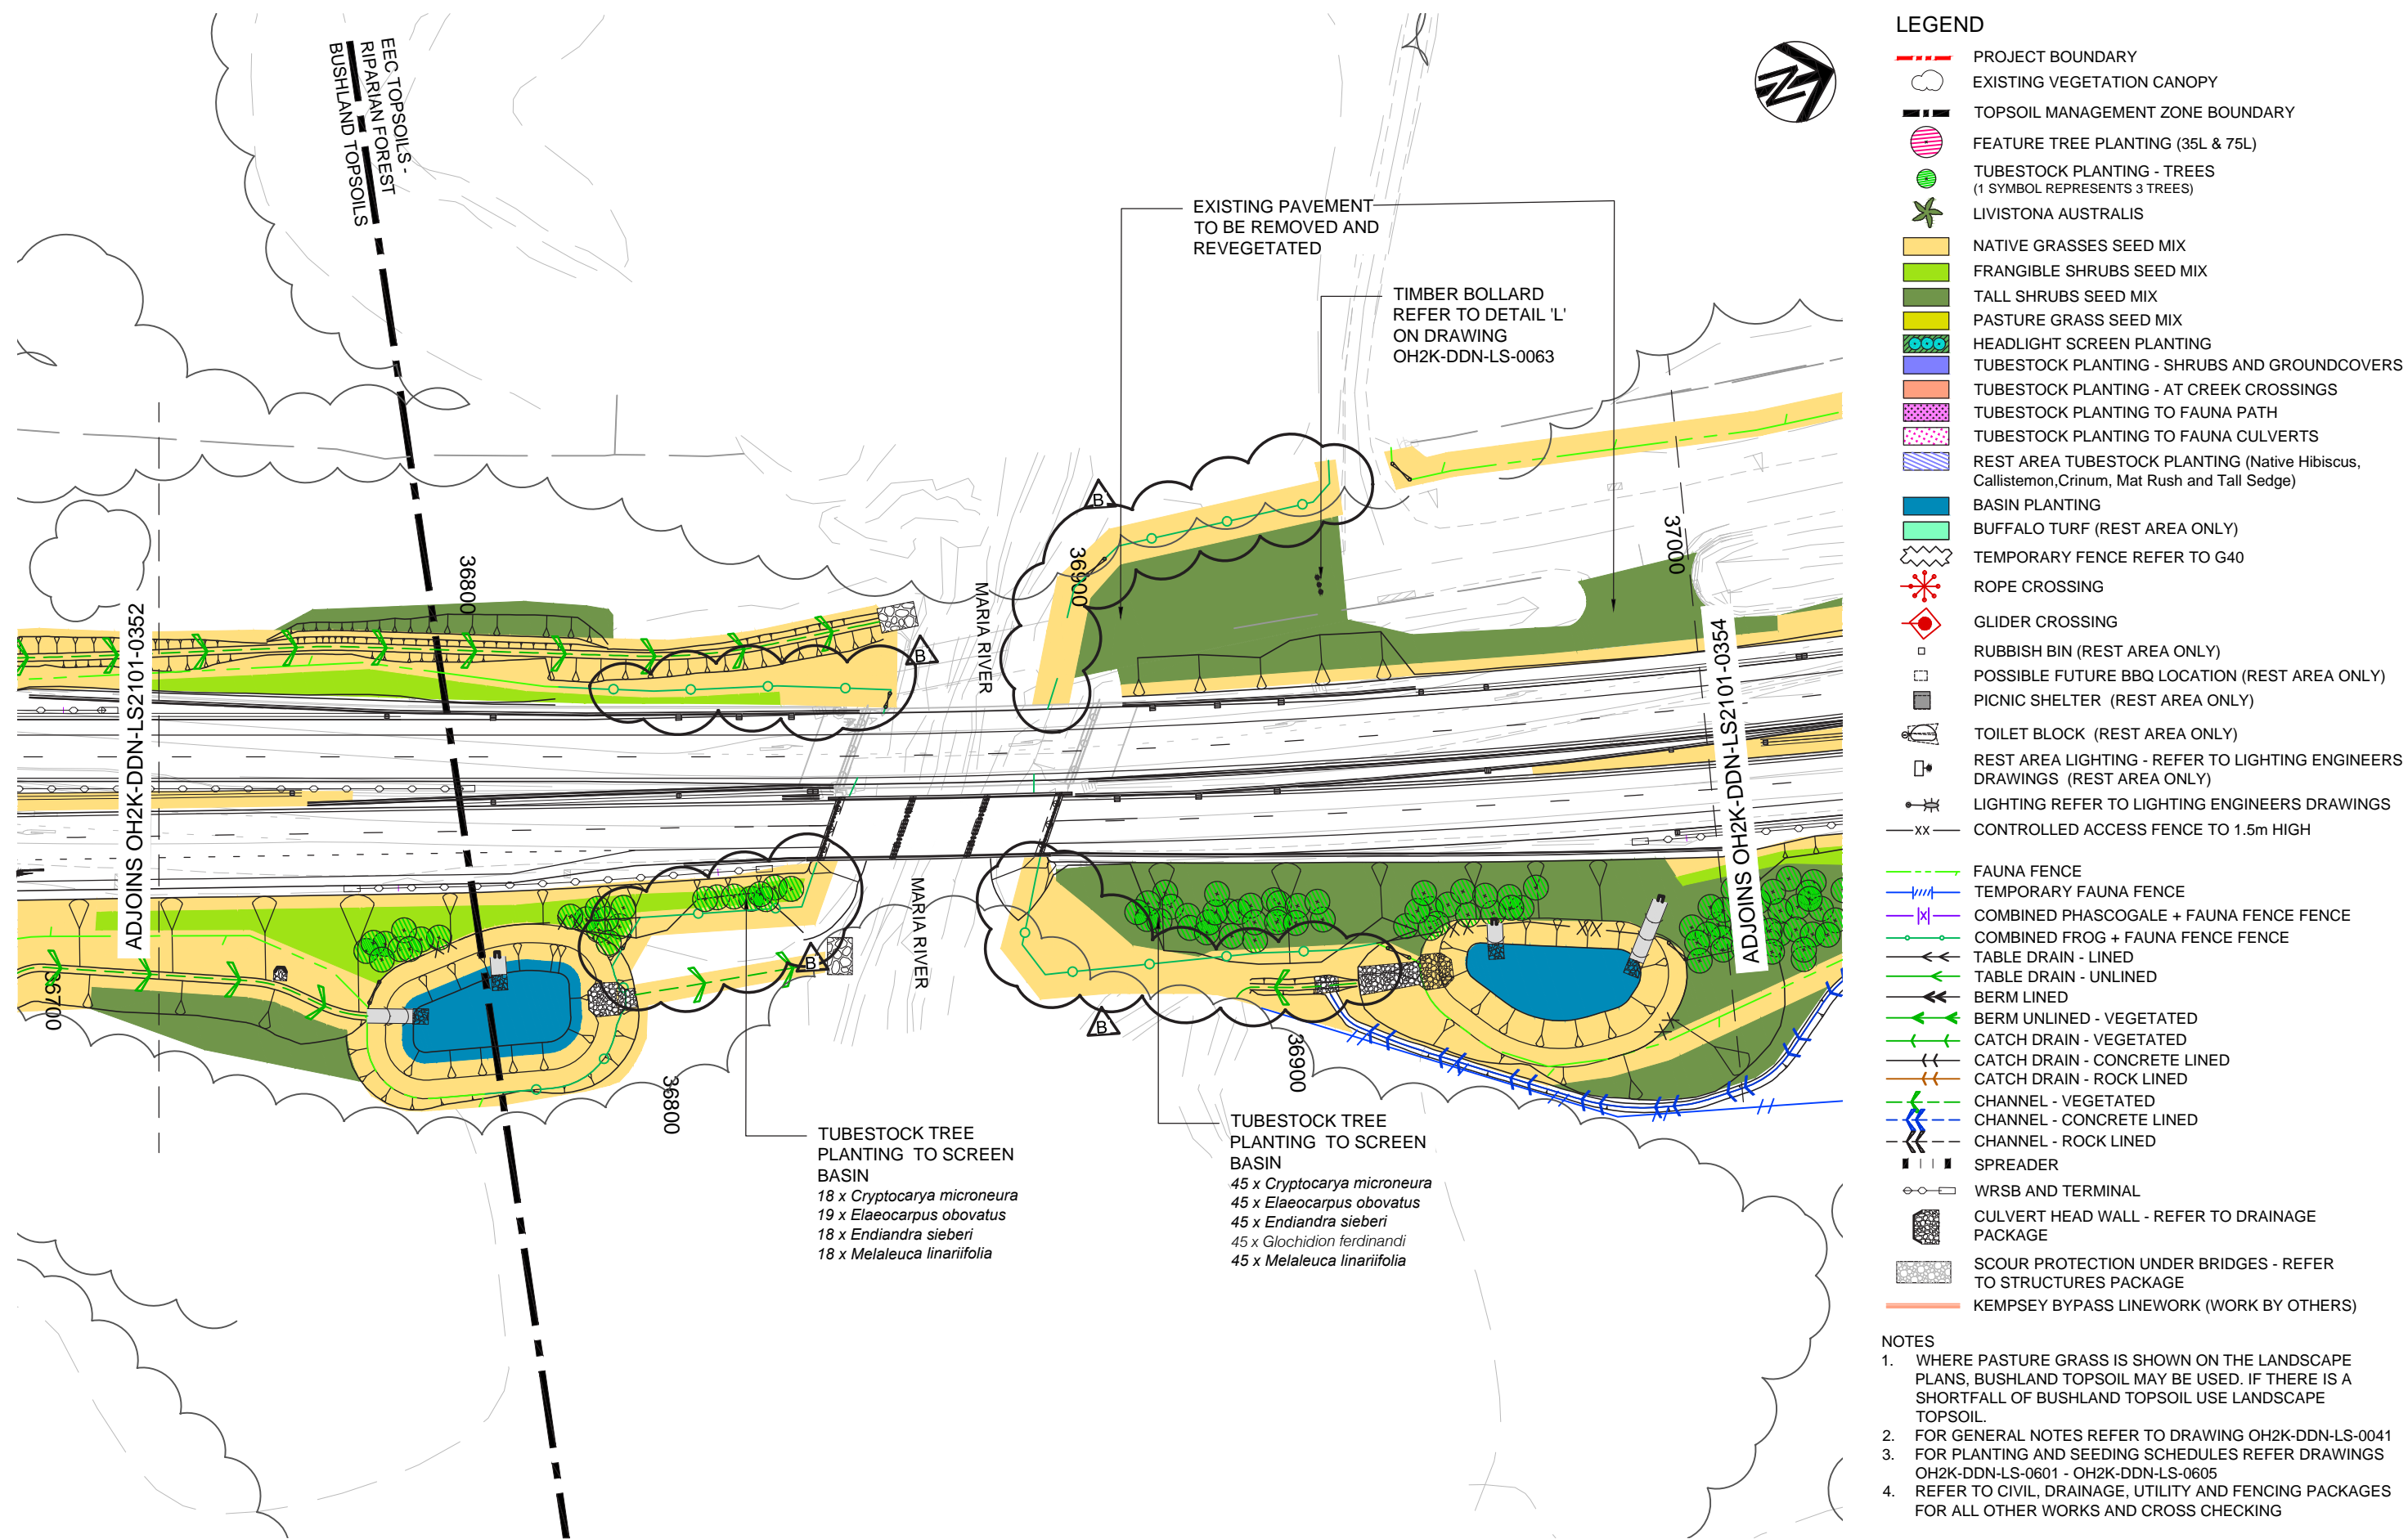 EEC TOPSOILS -
RIPARIAN FOREST
BUSHLAND TOPSOILS
EXISTING PAVEMENT
TO BE REMOVED AND
REVEGETATED
TIMBER BOLLARD
REFER TO DETAIL 'L'
ON DRAWING
OH2K-DDN-LS-0063
36800
B
MARIA RIVER
36900
37000
B
ADJOINS OH2K-DDN-LS2101-0352
ADJOINS OH2K-DDN-LS2101-0354
MARIA RIVER
B
B
36700
36800
36900
TUBESTOCK TREE
PLANTING TO SCREEN
BASIN
18 x Cryptocarya microneura
19 x Elaeocarpus obovatus
18 x Endiandra sieberi
18 x Melaleuca linariifolia
TUBESTOCK TREE
PLANTING TO SCREEN
BASIN
45 x Cryptocarya microneura
45 x Elaeocarpus obovatus
45 x Endiandra sieberi
45 x Glochidion ferdinandi
45 x Melaleuca linariifolia
LEGEND
PROJECT BOUNDARY
EXISTING VEGETATION CANOPY
TOPSOIL MANAGEMENT ZONE BOUNDARY
FEATURE TREE PLANTING (35L & 75L)
TUBESTOCK PLANTING - TREES
(1 SYMBOL REPRESENTS 3 TREES)
LIVISTONA AUSTRALIS
NATIVE GRASSES SEED MIX
FRANGIBLE SHRUBS SEED MIX
TALL SHRUBS SEED MIX
PASTURE GRASS SEED MIX
HEADLIGHT SCREEN PLANTING
TUBESTOCK PLANTING - SHRUBS AND GROUNDCOVERS
TUBESTOCK PLANTING - AT CREEK CROSSINGS
TUBESTOCK PLANTING TO FAUNA PATH
TUBESTOCK PLANTING TO FAUNA CULVERTS
REST AREA TUBESTOCK PLANTING (Native Hibiscus,
Callistemon,Crinum, Mat Rush and Tall Sedge)
BASIN PLANTING
BUFFALO TURF (REST AREA ONLY)
TEMPORARY FENCE REFER TO G40
ROPE CROSSING
GLIDER CROSSING
RUBBISH BIN (REST AREA ONLY)
POSSIBLE FUTURE BBQ LOCATION (REST AREA ONLY)
PICNIC SHELTER (REST AREA ONLY)
TOILET BLOCK (REST AREA ONLY)
REST AREA LIGHTING - REFER TO LIGHTING ENGINEERS
DRAWINGS (REST AREA ONLY)
LIGHTING REFER TO LIGHTING ENGINEERS DRAWINGS
XX CONTROLLED ACCESS FENCE TO 1.5m HIGH
FAUNA FENCE
TEMPORARY FAUNA FENCE
COMBINED PHASCOGALE + FAUNA FENCE FENCE
COMBINED FROG + FAUNA FENCE FENCE
TABLE DRAIN - LINED
TABLE DRAIN - UNLINED
BERM LINED
BERM UNLINED - VEGETATED
CATCH DRAIN - VEGETATED
CATCH DRAIN - CONCRETE LINED
CATCH DRAIN - ROCK LINED
CHANNEL - VEGETATED
CHANNEL - CONCRETE LINED
CHANNEL - ROCK LINED
SPREADER
WRSB AND TERMINAL
CULVERT HEAD WALL - REFER TO DRAINAGE
PACKAGE
SCOUR PROTECTION UNDER BRIDGES - REFER
TO STRUCTURES PACKAGE
KEMPSEY BYPASS LINEWORK (WORK BY OTHERS)
NOTES
1. WHERE PASTURE GRASS IS SHOWN ON THE LANDSCAPE
PLANS, BUSHLAND TOPSOIL MAY BE USED. IF THERE IS A
SHORTFALL OF BUSHLAND TOPSOIL USE LANDSCAPE
TOPSOIL.
2. FOR GENERAL NOTES REFER TO DRAWING OH2K-DDN-LS-0041
3. FOR PLANTING AND SEEDING SCHEDULES REFER DRAWINGS
OH2K-DDN-LS-0601 - OH2K-DDN-LS-0605
4. REFER TO CIVIL, DRAINAGE, UTILITY AND FENCING PACKAGES
FOR ALL OTHER WORKS AND CROSS CHECKING